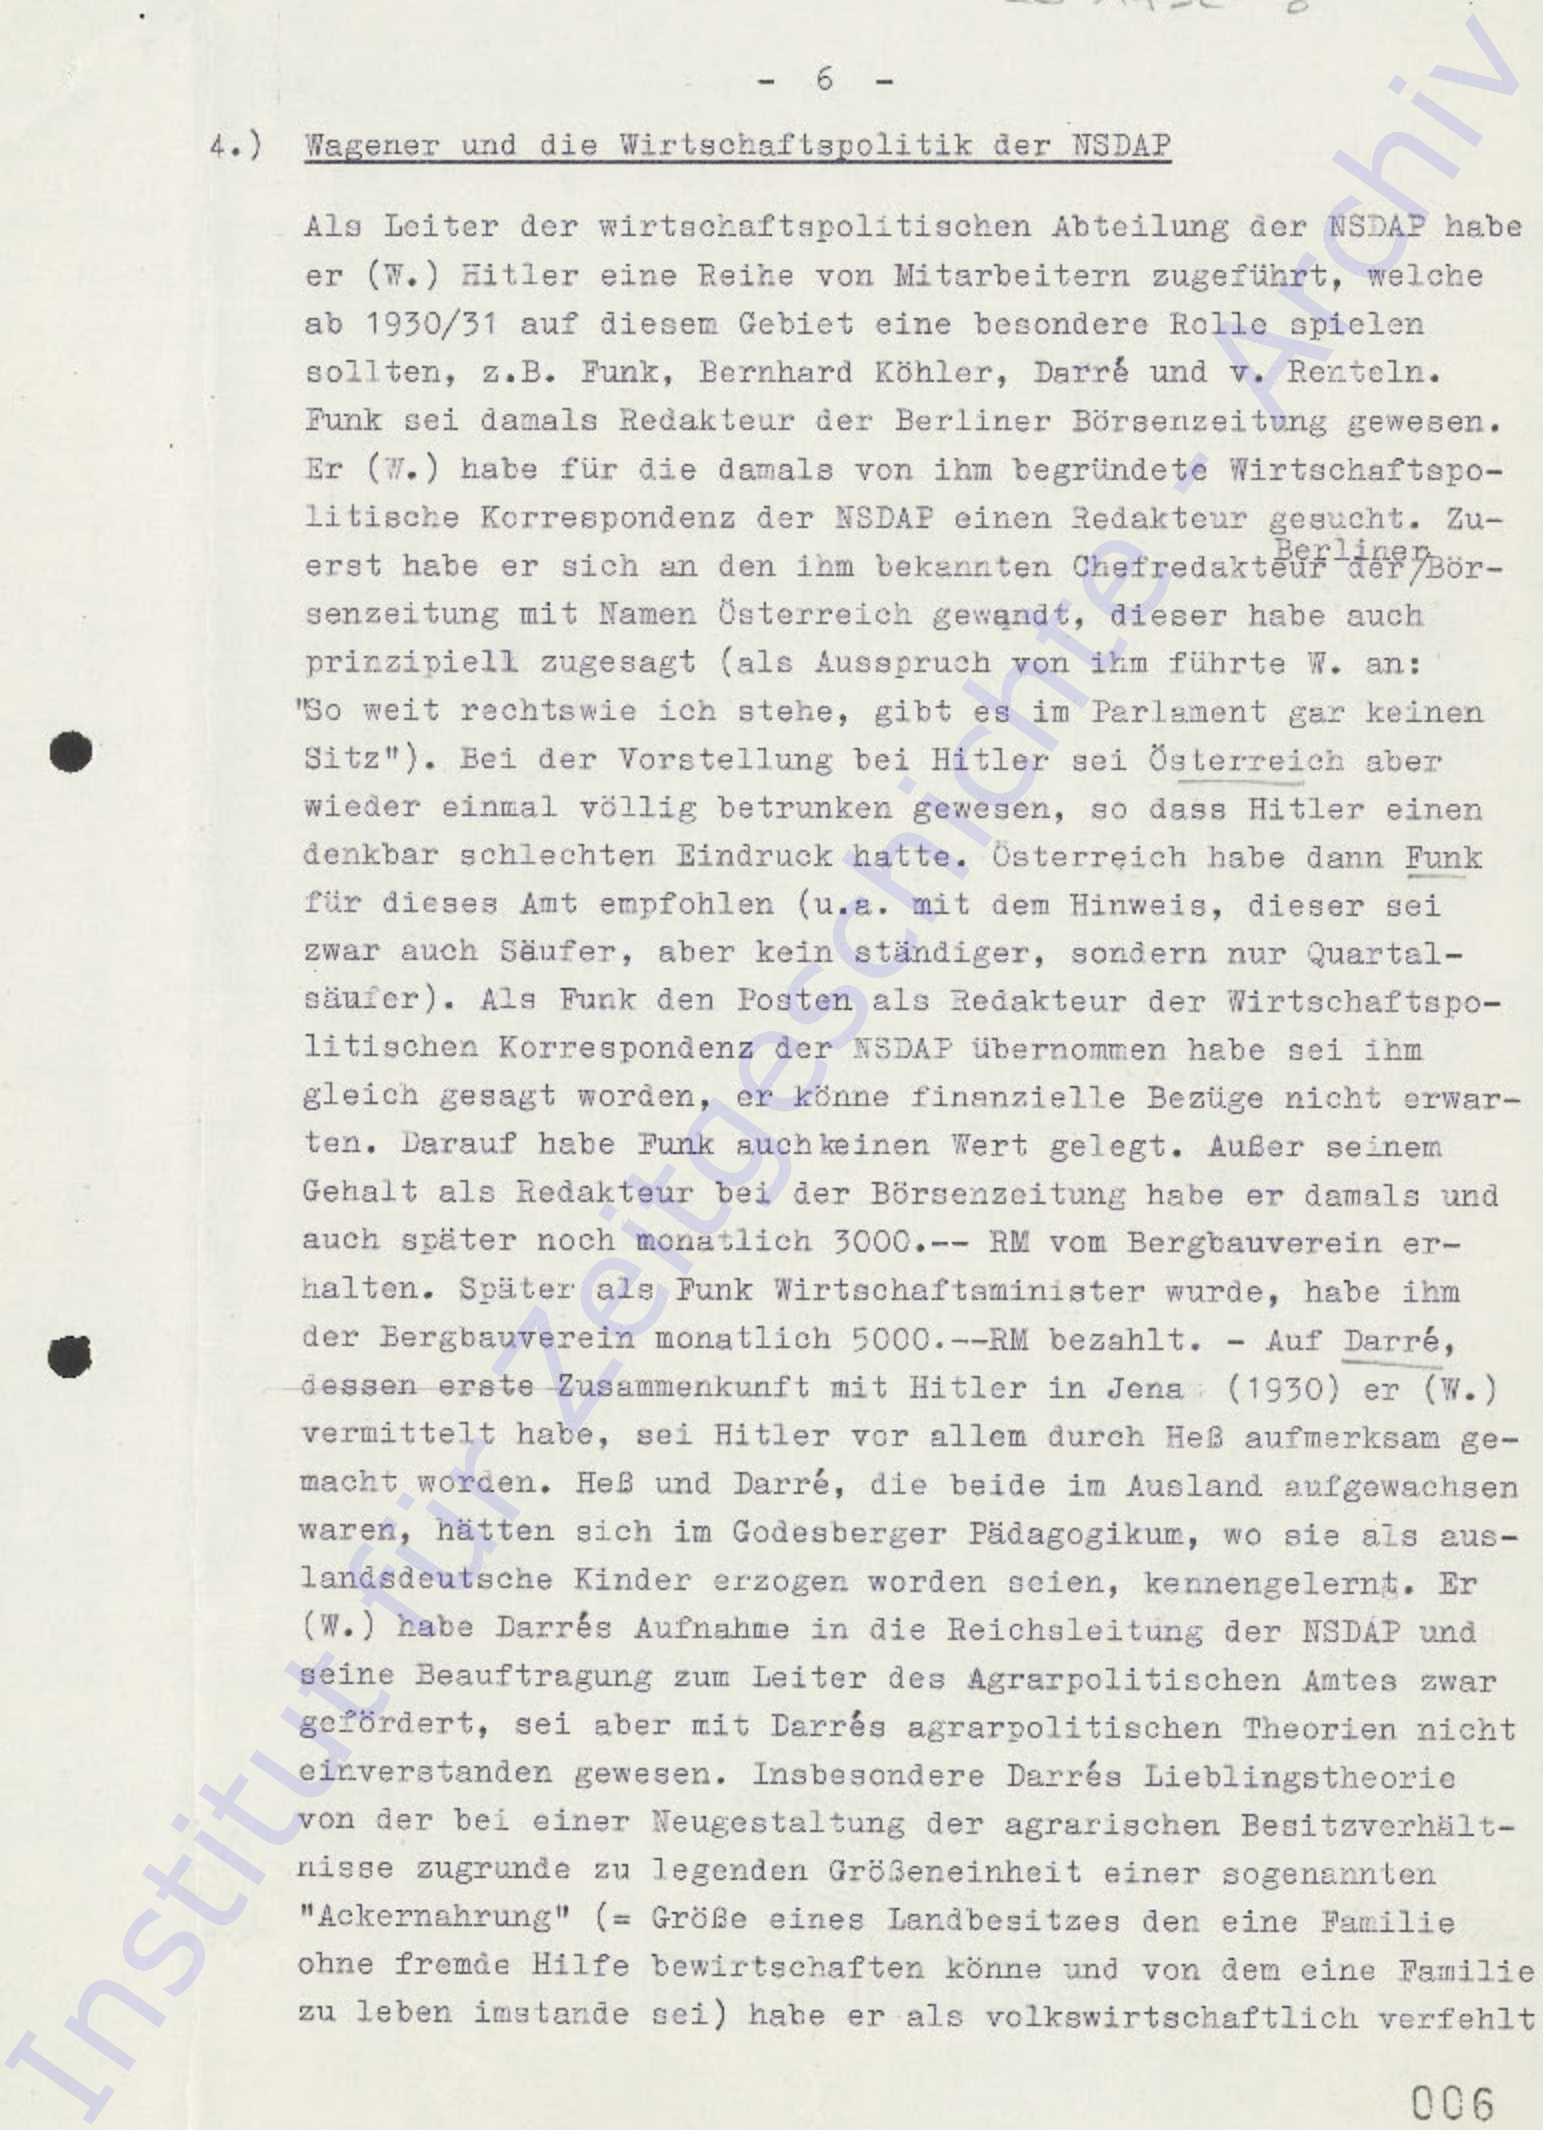 - 6 -
4.) Wagener und die Wirtschaftspolitik der NSDAP
Als Leiter der wirtschaftspolitischen Abteilung der NSDAP habe
er (W.) Hitler eine Reihe von Mitarbeitern zugeführt, welche
ab 1930/31 auf diesem Gebiet eine besondere Rolle spielen
sollten, z.B. Funk, Bernhard Köhler, Darré und v. Renteln.
Funk sei damals Redakteur der Berliner Börsenzeitung gewesen.
Er (W.) habe für die damals von ihm begründete Wirtschaftspo-
litische Korrespondenz der NSDAP einen Redakteur gesucht. Zu-
Berliner
erst habe er sich an den ihm bekannten Chefredakteur der/Bör-
senzeitung mit Namen Österreich gewandt, dieser habe auch
prinzipiell zugesagt (als Ausspruch von ihm führte W. an:
"So weit rechtswie ich stehe, gibt es im Parlament gar keinen
Sitz"). Bei der Vorstellung bei Hitler sei Österreich aber
wieder einmal völlig betrunken gewesen, so dass Hitler einen
denkbar schlechten Eindruck hatte. Österreich habe dann Funk
für dieses Amt empfohlen (u.a. mit dem Hinweis, dieser sei
zwar auch Säufer, aber kein ständiger, sondern nur Quartal-
säufer). Als Funk den Posten als Redakteur der Wirtschaftspo-
litischen Korrespondenz der NSDAP übernommen habe sei ihm
gleich gesagt worden, er könne finanzielle Bezüge nicht erwar-
ten. Darauf habe Funk auch keinen Wert gelegt. Außer seinem
Gehalt als Redakteur bei der Börsenzeitung habe er damals und
auch später noch monatlich 3000.-- RM vom Bergbauverein er-
halten. Später als Funk Wirtschaftsminister wurde, habe ihm
der Bergbauverein monatlich 5000.--RM bezahlt. - Auf Darré,
dessen erste Zusammenkunft mit Hitler in Jena (1930) er (W.)
vermittelt habe, sei Hitler vor allem durch Heß aufmerksam ge-
macht worden. Heß und Darré, die beide im Ausland aufgewachsen
waren, hätten sich im Godesberger Pädagogikum, wo sie als aus-
landsdeutsche Kinder erzogen worden seien, kennengelernt. Er
(W.) habe Darrés Aufnahme in die Reichsleitung der NSDAP und
seine Beauftragung zum Leiter des Agrarpolitischen Amtes zwar
gefördert, sei aber mit Darrés agrarpolitischen Theorien nicht
einverstanden gewesen. Insbesondere Darrés Lieblingstheorie
von der bei einer Neugestaltung der agrarischen Besitzverhält-
nisse zugrunde zu legenden Größeneinheit einer sogenannten
"Ackernahrung" (= Größe eines Landbesitzes den eine Familie
ohne fremde Hilfe bewirtschaften könne und von dem eine Familie
zu leben imstande sei) habe er als volkswirtschaftlich verfehlt
006
Institut für Zeitgeschichte - Archiv